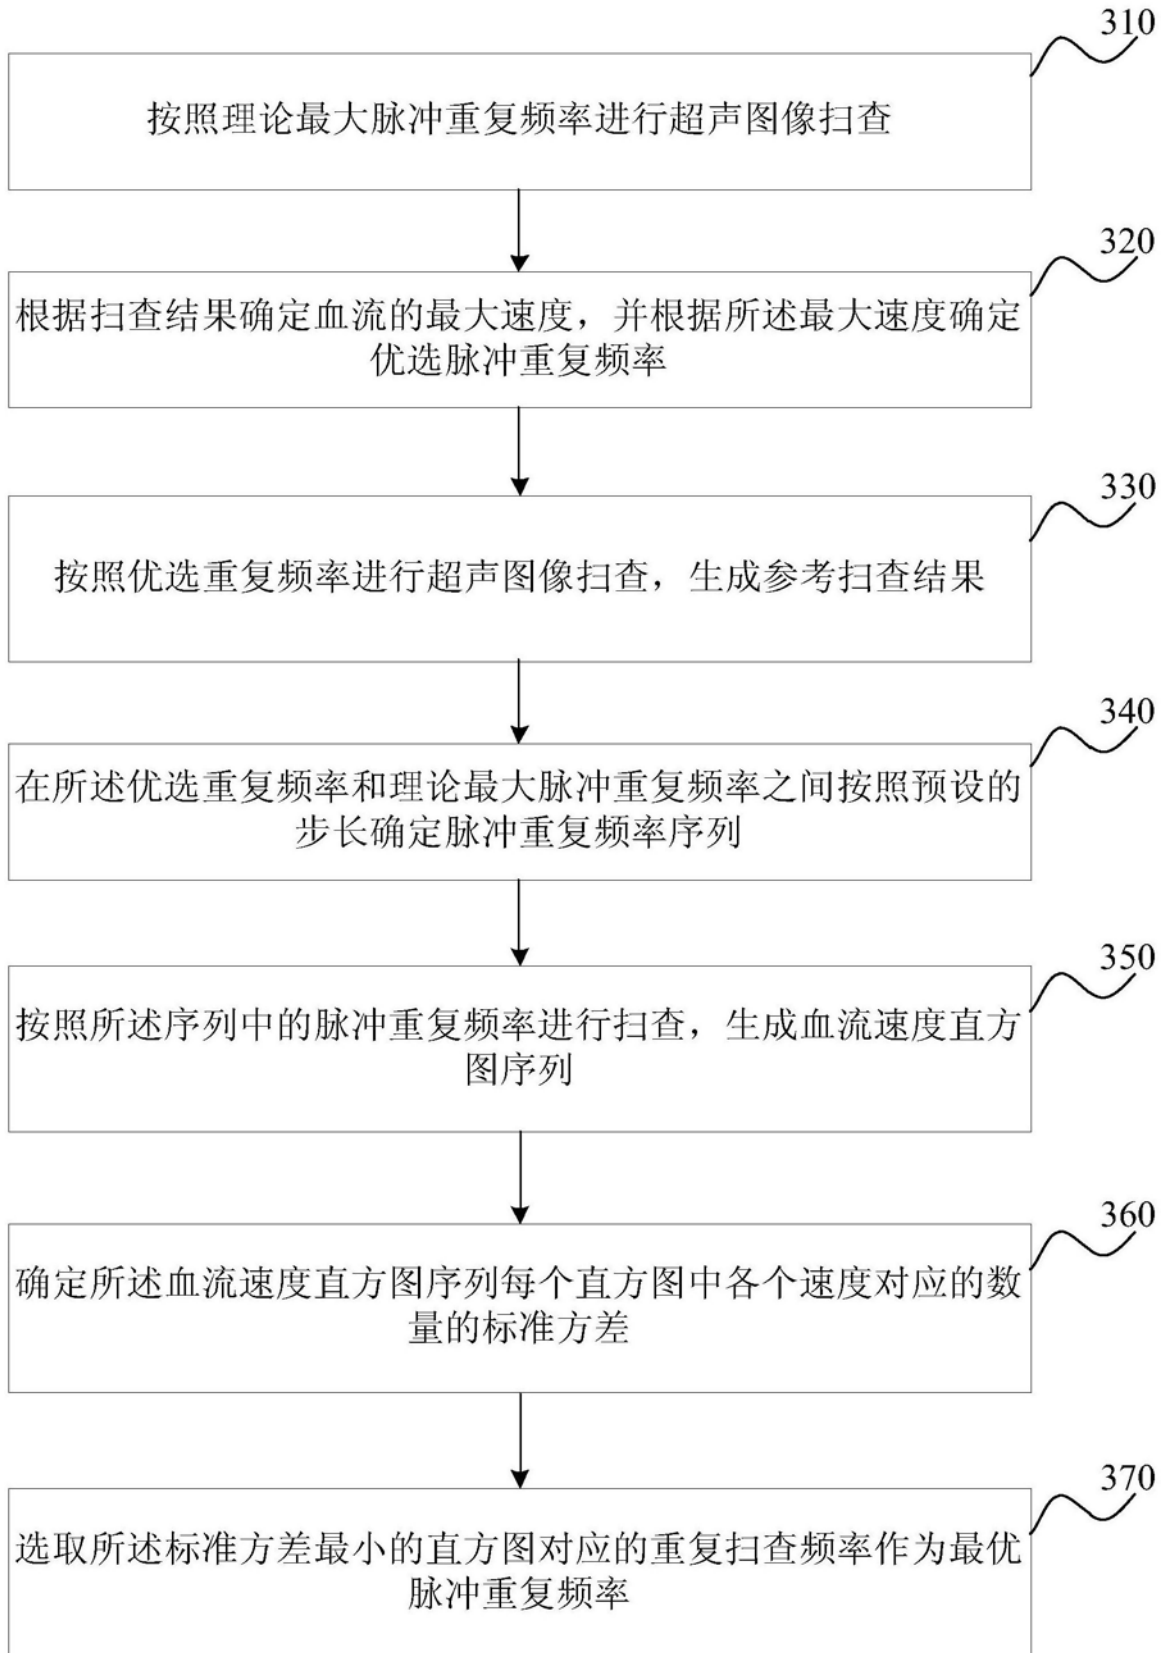 310
按照理论最大脉冲重复频率进行超声图像扫查
320
根据扫查结果确定血流的最大速度，并根据所述最大速度确定
优选脉冲重复频率
330
按照优选重复频率进行超声图像扫查，生成参考扫查结果
340
在所述优选重复频率和理论最大脉冲重复频率之间按照预设的
步长确定脉冲重复频率序列
350
按照所述序列中的脉冲重复频率进行扫查，生成血流速度直方
图序列
360
确定所述血流速度直方图序列每个直方图中各个速度对应的数
量的标准方差
370
选取所述标准方差最小的直方图对应的重复扫查频率作为最优
脉冲重复频率